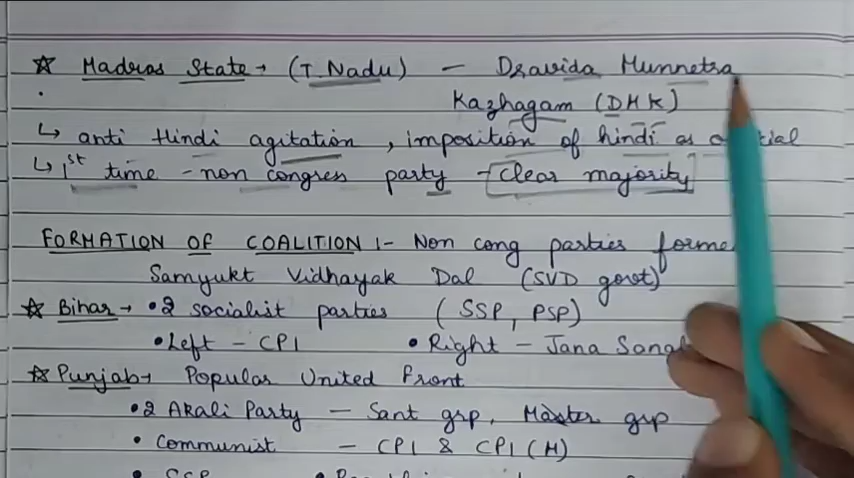 ☆ Madras State → (T. Nadu) – Dravida Munnetra
Kazhagam (DMK)
↳ anti Hindi agitation, imposition of hindi as
↳ 1st time - non congress party - clear majority
FORMATION OF COALITION :- Non cong parties forme
Samyukt Vidhayak Dal (SVD govt)
☆ Bihar → • 2 socialist parties (SSP, PSP)
• Left - CPI • Right - Jana Sangh
☆ Punjab → Popular United Front
• 2 Akali Party – Sant grp, Master grp
• Communist – CPI & CPI (M)
• SSP